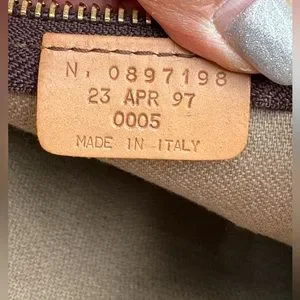 N. 0897198
23 APR 97
0005
MADE IN ITALY